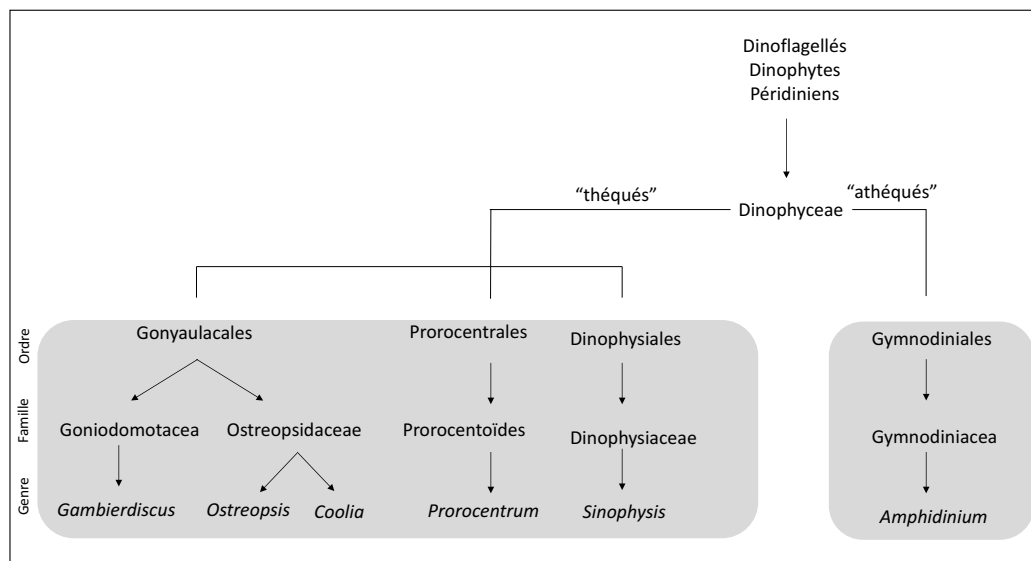 Dinoflagellés
Dinophytes
Péridiniens
“théqués”
“athéqués”
Dinophyceae
Ordre
Gonyaulacales
Prorocentrales
Dinophysiales
Gymnodiniales
Famille
Goniodomotacea
Ostreopsidaceae
Prorocentoïdes
Dinophysiaceae
Gymnodiniacea
Genre
Gambierdiscus
Ostreopsis
Coolia
Prorocentrum
Sinophysis
Amphidinium